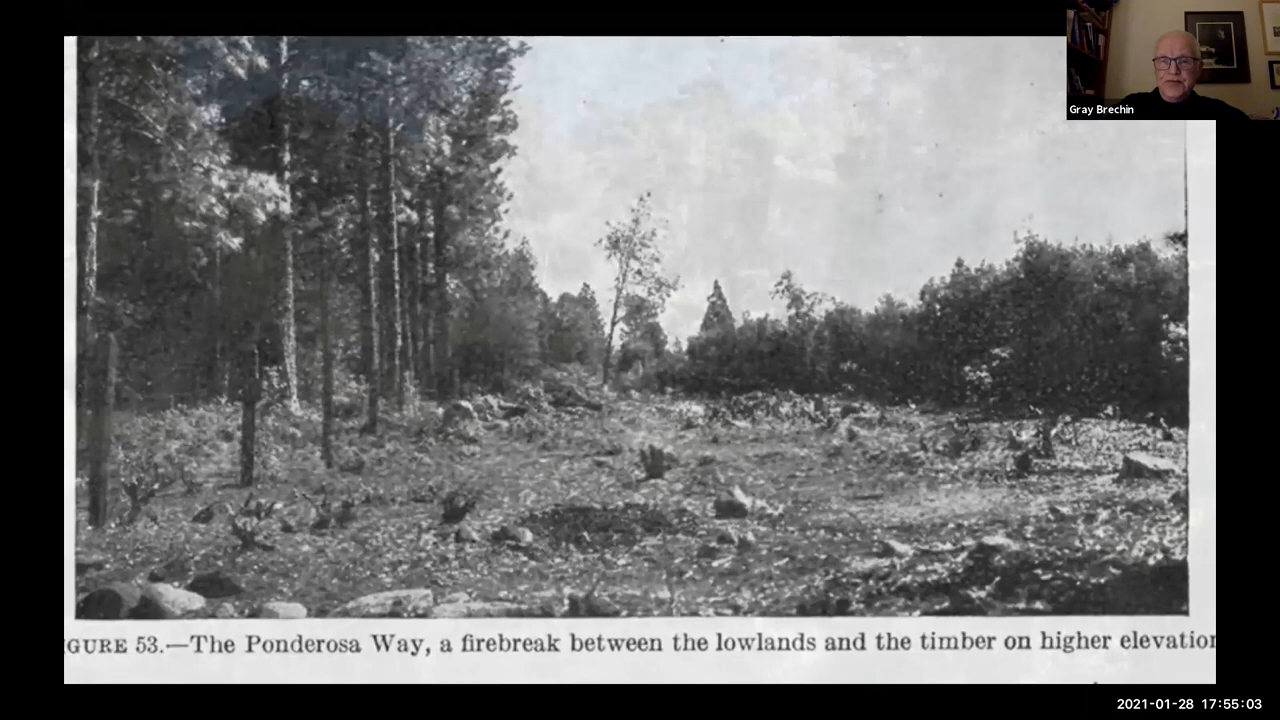 Gray Brechin
GURE 53.—The Ponderosa Way, a firebreak between the lowlands and the timber on higher elevation
2021-01-28 17:55:03